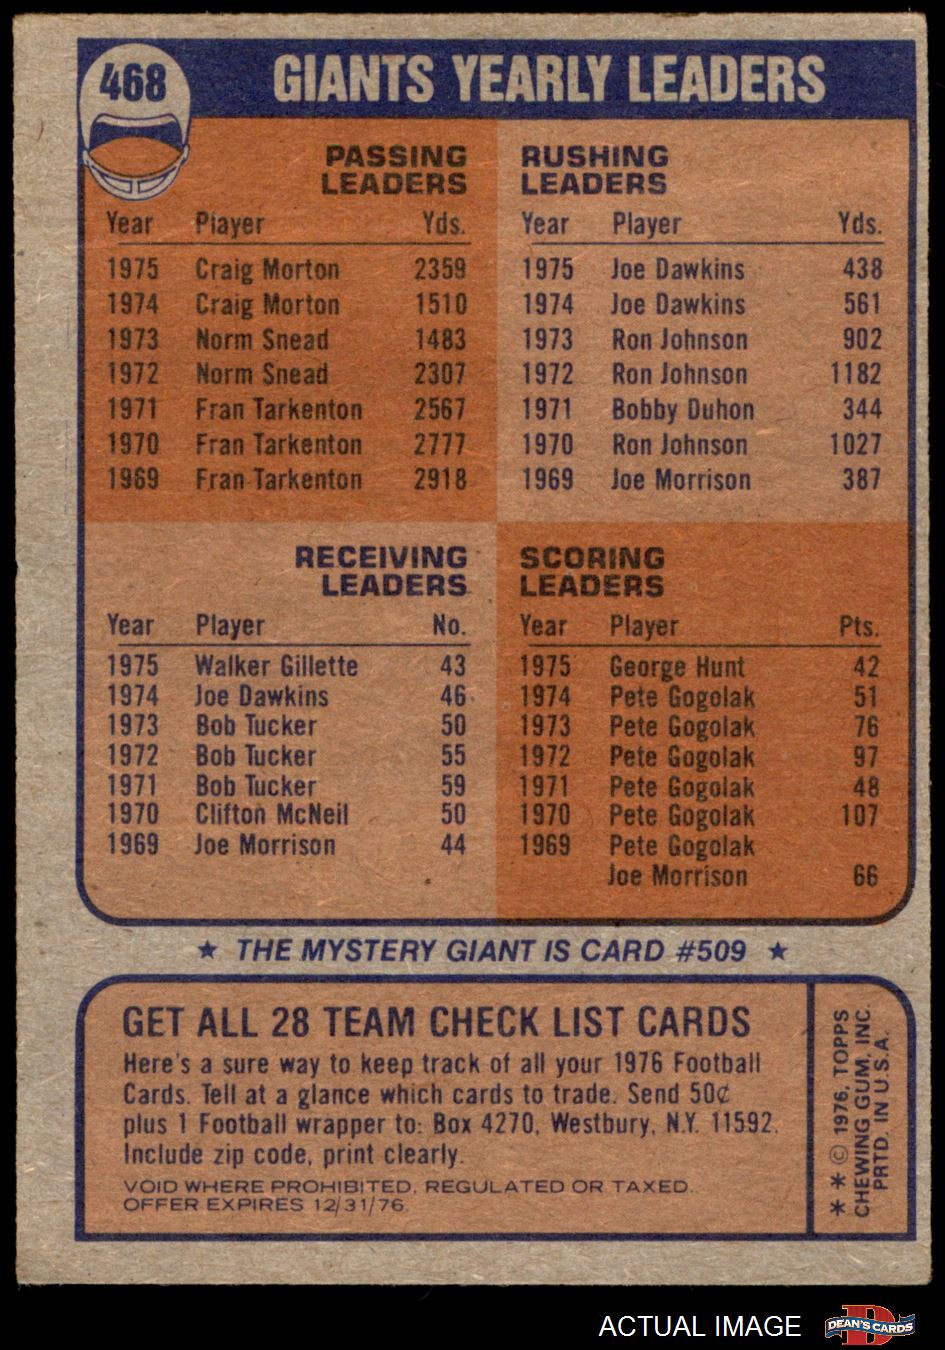 468
GIANTS YEARLY LEADERS
PASSING
LEADERS
Year Player Yds.
1975 Craig Morton 2359
1974 Craig Morton 1510
1973 Norm Snead 1483
1972 Norm Snead 2307
1971 Fran Tarkenton 2567
1970 Fran Tarkenton 2777
1969 Fran Tarkenton 2918
RUSHING
LEADERS
Year Player Yds.
1975 Joe Dawkins 438
1974 Joe Dawkins 561
1973 Ron Johnson 902
1972 Ron Johnson 1182
1971 Bobby Duhon 344
1970 Ron Johnson 1027
1969 Joe Morrison 387
RECEIVING
LEADERS
Year Player No.
1975 Walker Gillette 43
1974 Joe Dawkins 46
1973 Bob Tucker 50
1972 Bob Tucker 55
1971 Bob Tucker 59
1970 Clifton McNeil 50
1969 Joe Morrison 44
SCORING
LEADERS
Year Player Pts.
1975 George Hunt 42
1974 Pete Gogolak 51
1973 Pete Gogolak 76
1972 Pete Gogolak 97
1971 Pete Gogolak 48
1970 Pete Gogolak 107
1969 Pete Gogolak
Joe Morrison 66
★ THE MYSTERY GIANT IS CARD #509 ★
GET ALL 28 TEAM CHECK LIST CARDS
Here's a sure way to keep track of all your 1976 Football
Cards. Tell at a glance which cards to trade. Send 50¢
plus 1 Football wrapper to: Box 4270, Westbury, N.Y. 11592.
Include zip code, print clearly.
VOID WHERE PROHIBITED, REGULATED OR TAXED.
OFFER EXPIRES 12/31/76.
* * © 1976, TOPPS
CHEWING GUM, INC.
PRTD. IN U.S.A.
ACTUAL IMAGE
D
DEAN'S CARDS